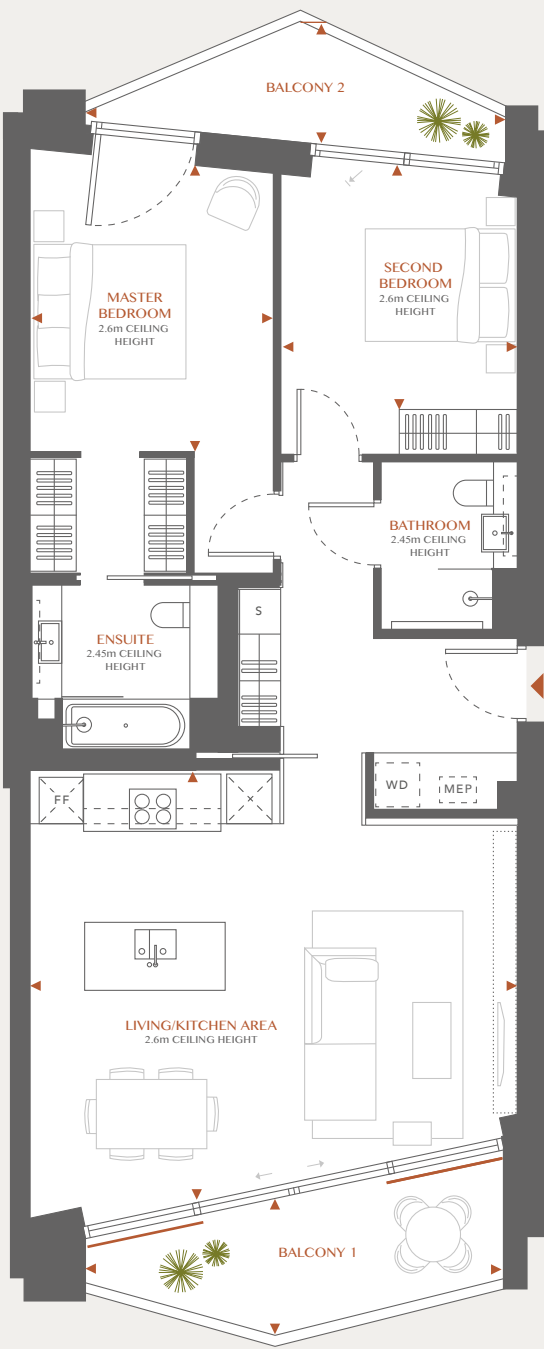 BALCONY 2
MASTER
BEDROOM
2.6m CEILING
HEIGHT
SECOND
BEDROOM
2.6m CEILING
HEIGHT
BATHROOM
2.45m CEILING
HEIGHT
S
ENSUITE
2.45m CEILING
HEIGHT
WD
MEP
FF
LIVING/KITCHEN AREA
2.6m CEILING HEIGHT
BALCONY 1